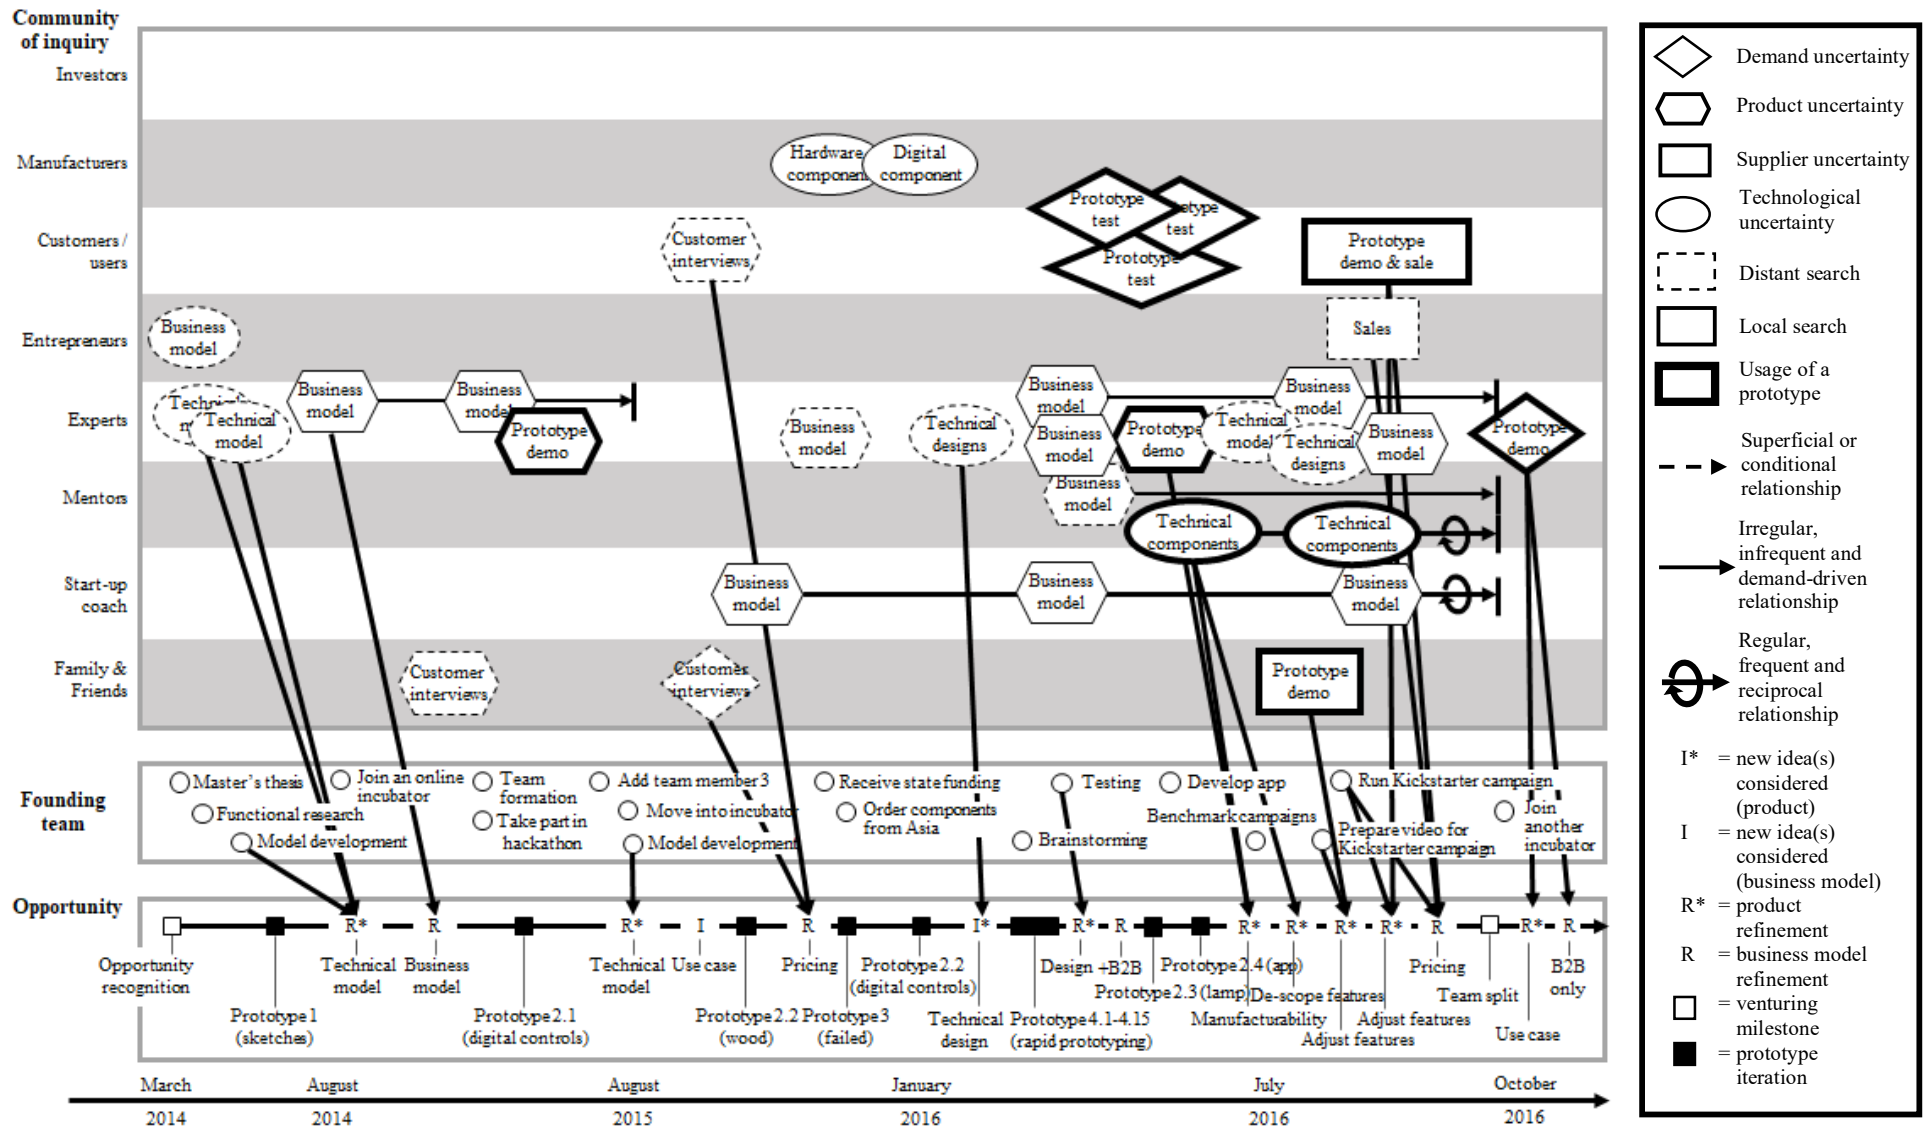 Community
of inquiry
Investors
Manufacturers
Customers /
users
Entrepreneurs
Experts
Mentors
Start-up
coach
Family &
Friends
Hardware
component
Digital
component
Prototype
test
test
Prototype
test
Customer
interviews
Prototype
demo & sale
Business
model
Sales
Technical
model
Business
model
Business
model
Prototype
demo
Business
model
Technical
designs
Business
model
Business
model
Business
model
Prototype
demo
Technical
model
Business
model
Technical
designs
Business
model
Prototype
demo
Technical
components
Technical
components
Business
model
Business
model
Business
model
Customer
interviews
Customer
interviews
Prototype
demo
Founding
team
Master's thesis
Functional research
Model development
Join an online
incubator
Team
formation
Take part in
hackathon
Add team member 3
Move into incubator
Model development
Receive state funding
Order components
from Asia
Testing
Brainstorming
Develop app
Benchmark campaigns
Run Kickstarter campaign
Prepare video for
Kickstarter campaign
Join
another
incubator
Opportunity
R*
R
R*
I
R
I*
R*
R
R*
R*
R*
R*
R
R*
R
Opportunity
recognition
Prototype 1
(sketches)
Technical
model
Business
model
Prototype 2.1
(digital controls)
Technical
model
Use case
Prototype 2.2
(wood)
Pricing
Prototype 3
(failed)
Prototype 2.2
(digital controls)
Technical
design
Prototype 4.1-4.15
(rapid prototyping)
Design
+B2B
Prototype 2.3 (lamp)
Prototype 2.4 (app)
Manufacturability
De-scope features
Adjust features
Adjust features
Pricing
Team split
Use case
B2B
only
March
2014
August
2014
August
2015
January
2016
July
2016
October
2016
Demand uncertainty
Product uncertainty
Supplier uncertainty
Technological
uncertainty
Distant search
Local search
Usage of a
prototype
Superficial or
conditional
relationship
Irregular,
infrequent and
demand-driven
relationship
Regular,
frequent and
reciprocal
relationship
I* = new idea(s)
considered
(product)
I = new idea(s)
considered
(business model)
R* = product
refinement
R = business model
refinement
= venturing
milestone
= prototype
iteration